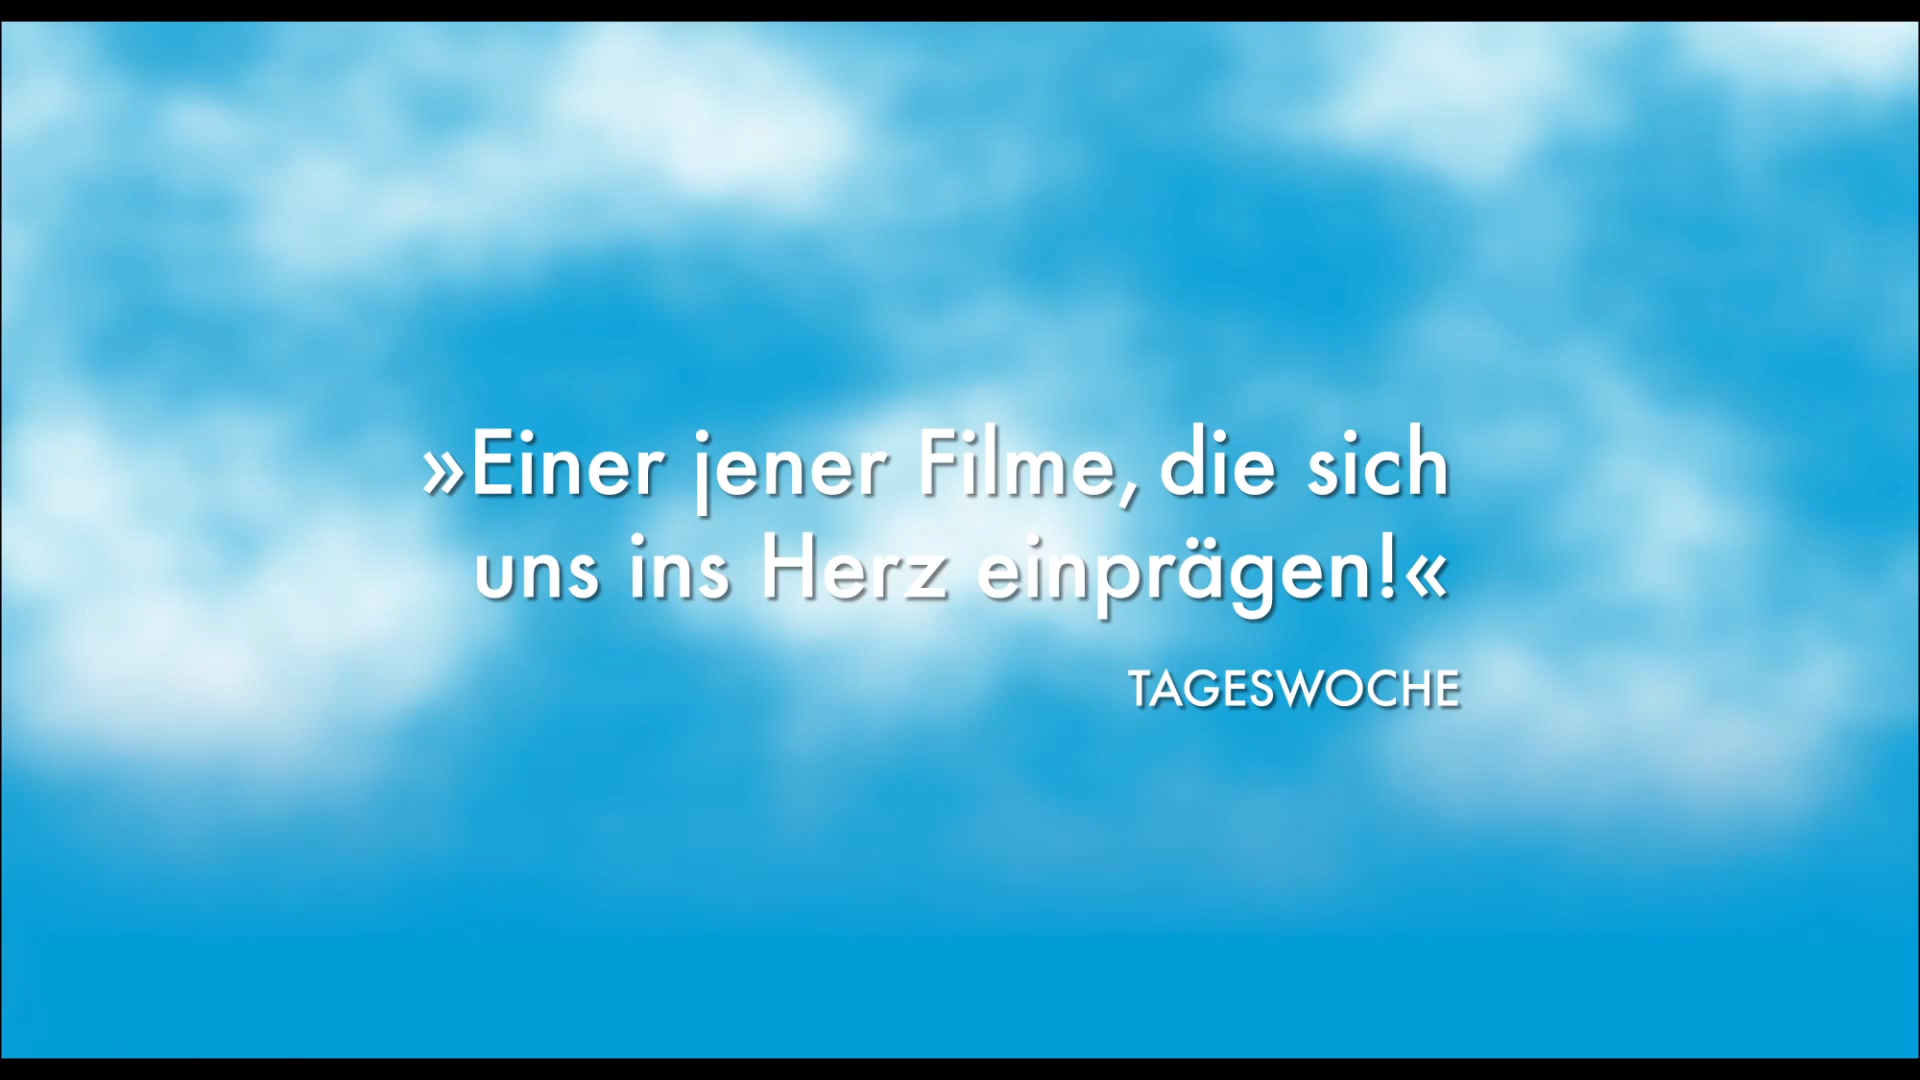 »Einer jener Filme, die sich
uns ins Herz einprägen!«
TAGESWOCHE